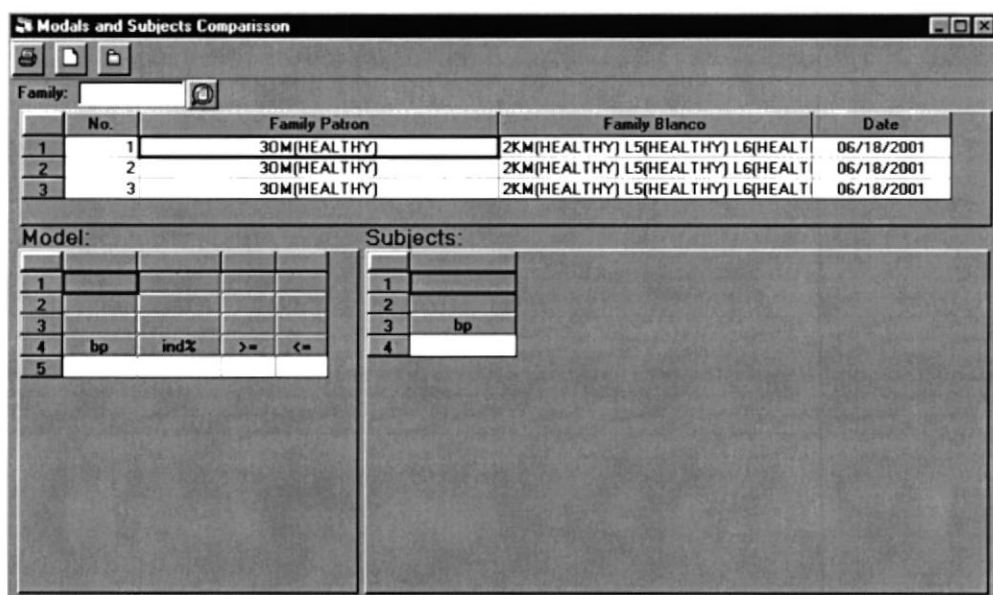 Modals and Subjects Comparisson
Family:
No. Family Patron Family Blanco Date
1 1 30M(HEALTHY) 2KM(HEALTHY) L5(HEALTHY) L6(HEALTI 06/18/2001
2 2 30M(HEALTHY) 2KM(HEALTHY) L5(HEALTHY) L6(HEALTI 06/18/2001
3 3 30M(HEALTHY) 2KM(HEALTHY) L5(HEALTHY) L6(HEALTI 06/18/2001
Model: Subjects:
1 1
2 2
3 3 bp
4 bp ind% >= <= 4
5